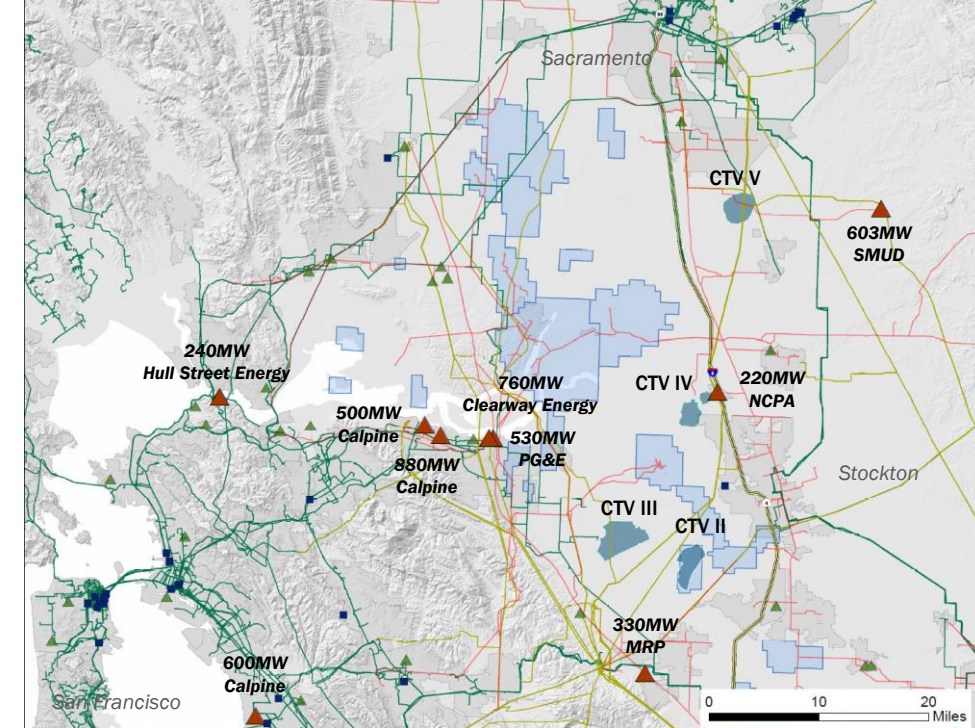 Sacramento
CTV V
603MW
SMUD
240MW
Hull Street Energy
760MW
Clearway Energy
CTV IV
220MW
NCPA
500MW
Calpine
530MW
PG&E
880MW
Calpine
Stockton
CTV III
CTV II
330MW
MRP
600MW
Calpine
San Francisco
0 10 20
Miles